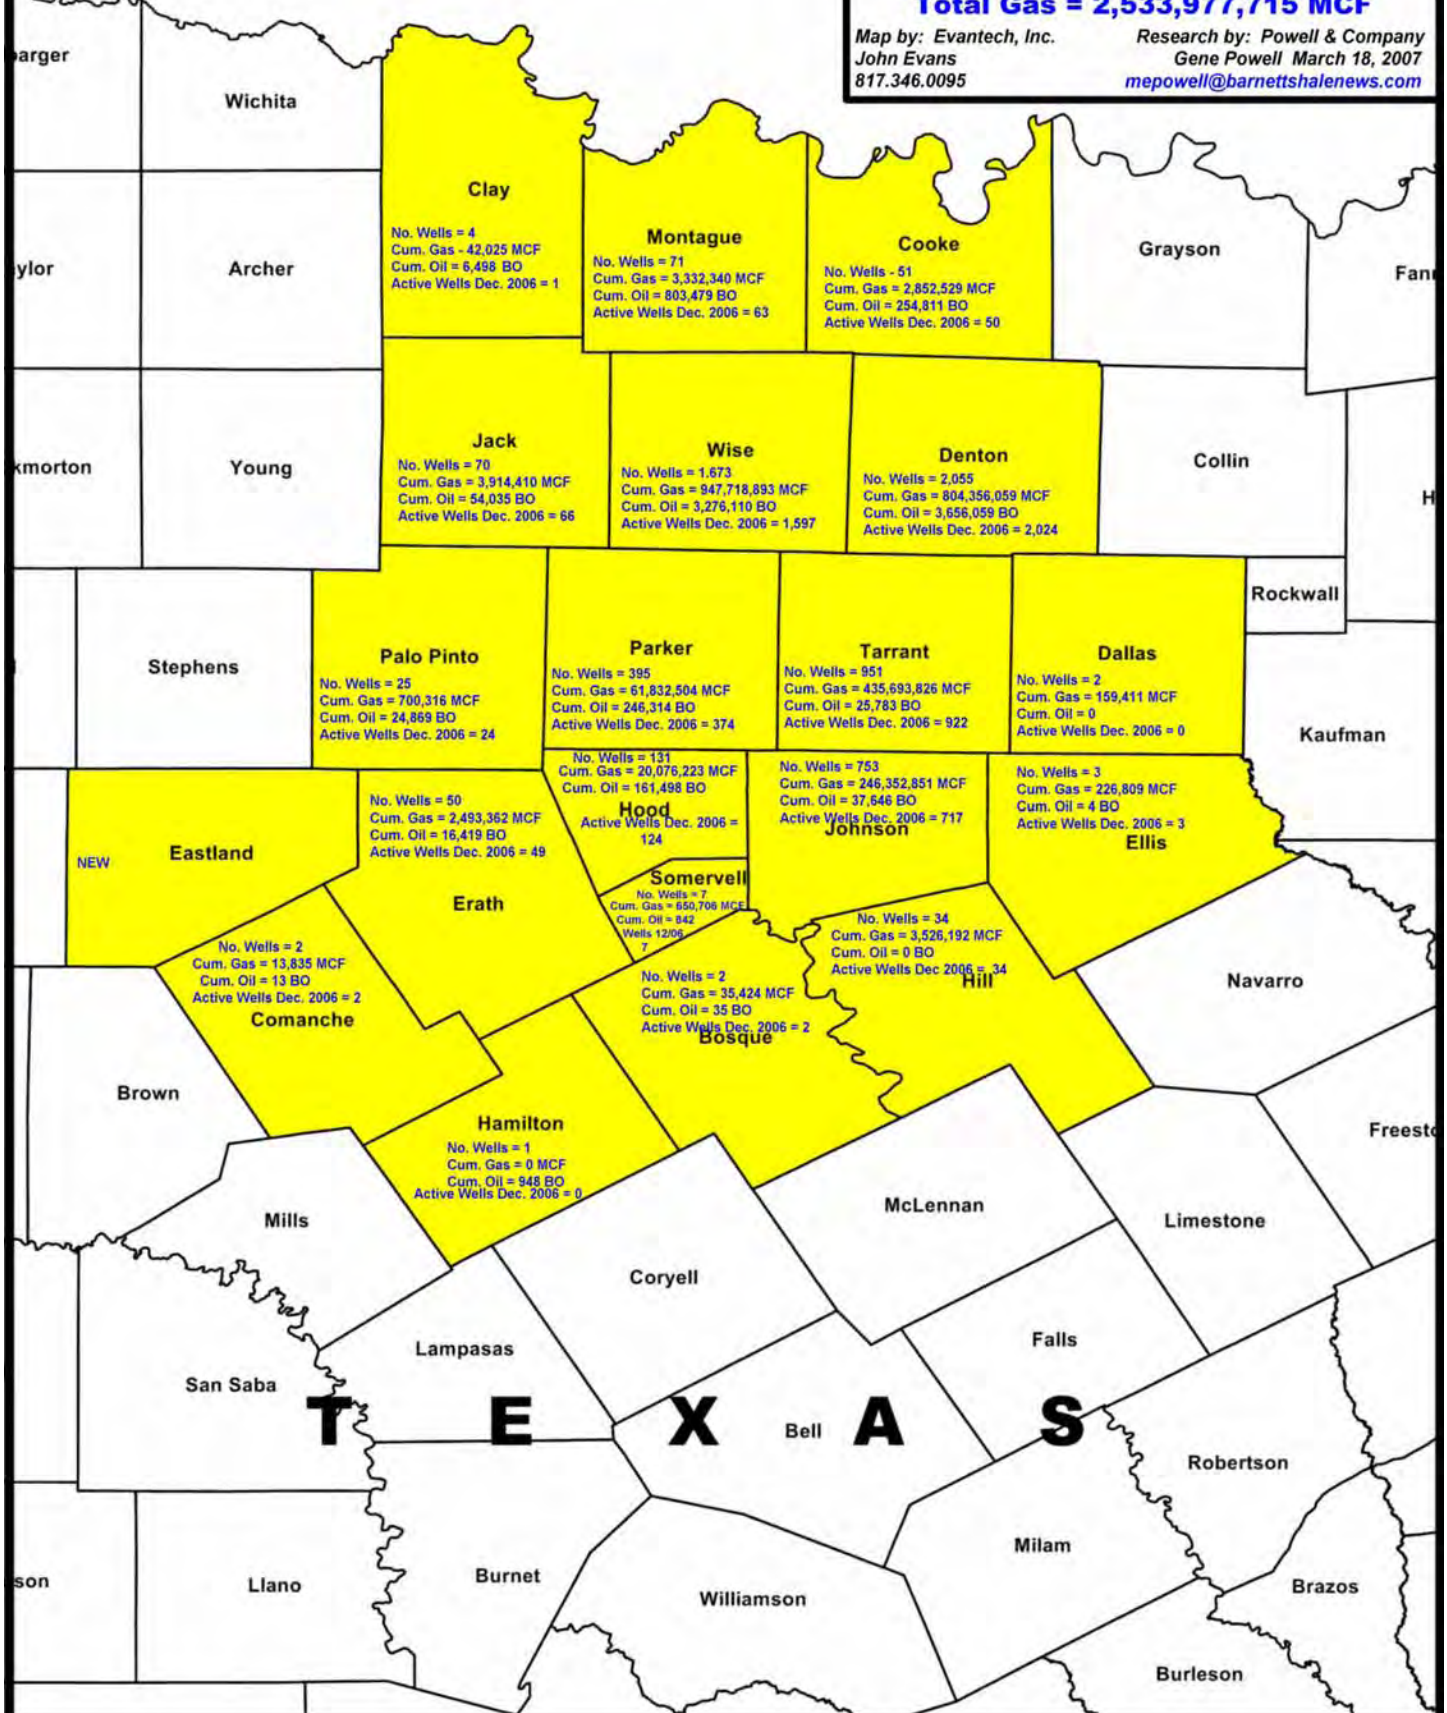 Total Gas = 2,533,977,715 MCF
Map by: Evantech, Inc. Research by: Powell & Company
John Evans Gene Powell March 18, 2007
817.346.0095 mepowell@barnettshalenews.com
Wichita
Clay
No. Wells = 4
Cum. Gas - 42,025 MCF
Cum. Oil = 6,498 BO
Active Wells Dec. 2006 = 1
Montague
No. Wells = 71
Cum. Gas = 3,332,340 MCF
Cum. Oil = 803,479 BO
Active Wells Dec. 2006 = 63
Cooke
No. Wells - 51
Cum. Gas = 2,852,529 MCF
Cum. Oil = 254,811 BO
Active Wells Dec. 2006 = 50
Grayson
Archer
Jack
No. Wells = 70
Cum. Gas = 3,914,410 MCF
Cum. Oil = 54,035 BO
Active Wells Dec. 2006 = 66
Wise
No. Wells = 1.673
Cum. Gas = 947,718,893 MCF
Cum. Oil = 3,276,110 BO
Active Wells Dec. 2006 = 1,597
Denton
No. Wells = 2,055
Cum. Gas = 804,356,059 MCF
Cum. Oil = 3,656,059 BO
Active Wells Dec. 2006 = 2,024
Collin
Young
Rockwall
Stephens
Palo Pinto
No. Wells = 25
Cum. Gas = 700,316 MCF
Cum. Oil = 24,869 BO
Active Wells Dec. 2006 = 24
Parker
No. Wells = 395
Cum. Gas = 61,832,504 MCF
Cum. Oil = 246,314 BO
Active Wells Dec. 2006 = 374
Tarrant
No. Wells = 951
Cum. Gas = 435,693,826 MCF
Cum. Oil = 25,783 BO
Active Wells Dec. 2006 = 922
Dallas
No. Wells = 2
Cum. Gas = 159,411 MCF
Cum. Oil = 0
Active Wells Dec. 2006 = 0
Kaufman
NEW
Eastland
No. Wells = 50
Cum. Gas = 2,493,362 MCF
Cum. Oil = 16,419 BO
Active Wells Dec. 2006 = 49
Erath
No. Wells = 131
Cum. Gas = 20,076,223 MCF
Cum. Oil = 161,498 BO
Hood
Active Wells Dec. 2006 =
124
Somervell
No. Wells = 7
Cum. Gas = 650,706 MCF
Cum. Oil = 842
Wells 12/06
7
No. Wells = 753
Cum. Gas = 246,352,851 MCF
Cum. Oil = 37,646 BO
Active Wells Dec. 2006 = 717
Johnson
No. Wells = 3
Cum. Gas = 226,809 MCF
Cum. Oil = 4 BO
Active Wells Dec. 2006 = 3
Ellis
No. Wells = 2
Cum. Gas = 13,835 MCF
Cum. Oil = 13 BO
Active Wells Dec. 2006 = 2
Comanche
No. Wells = 2
Cum. Gas = 35,424 MCF
Cum. Oil = 35 BO
Active Wells Dec. 2006 = 2
Bosque
No. Wells = 34
Cum. Gas = 3,526,192 MCF
Cum. Oil = 0 BO
Active Wells Dec 2006 = 34
Hill
Navarro
Brown
Hamilton
No. Wells = 1
Cum. Gas = 0 MCF
Cum. Oil = 948 BO
Active Wells Dec. 2006 = 0
Mills
McLennan
Limestone
Coryell
Lampasas
Falls
San Saba
TEXAS
Bell
Robertson
Milam
Llano
Burnet
Williamson
Brazos
Burleson
arger
ylor
Fan
kmorton
H
Freesto
son